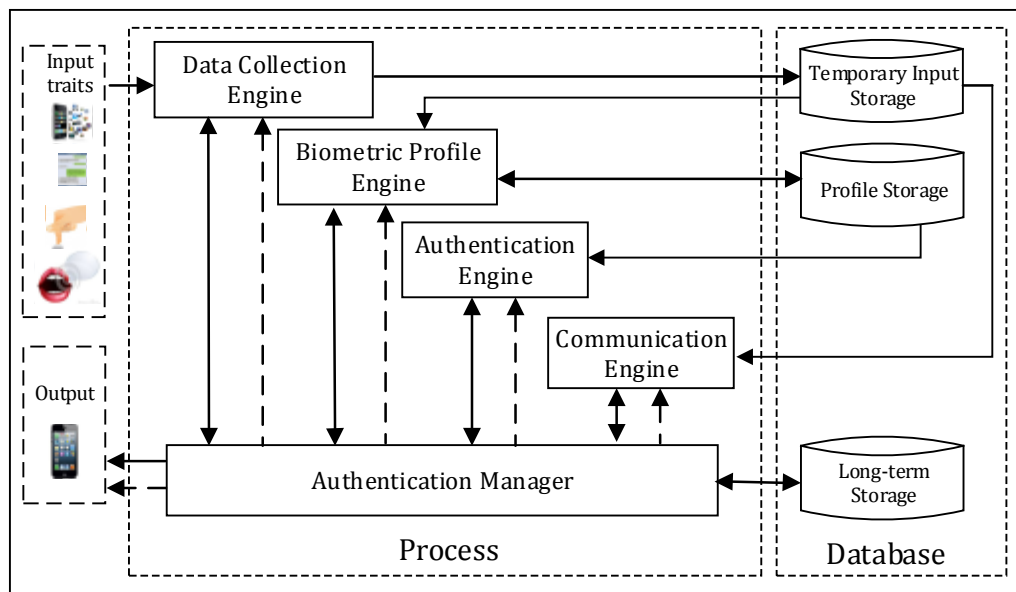 Input
traits
Data Collection
Engine
Temporary Input
Storage
Biometric Profile
Engine
Profile Storage
Authentication
Engine
Communication
Engine
Output
Authentication Manager
Long-term
Storage
Process
Database